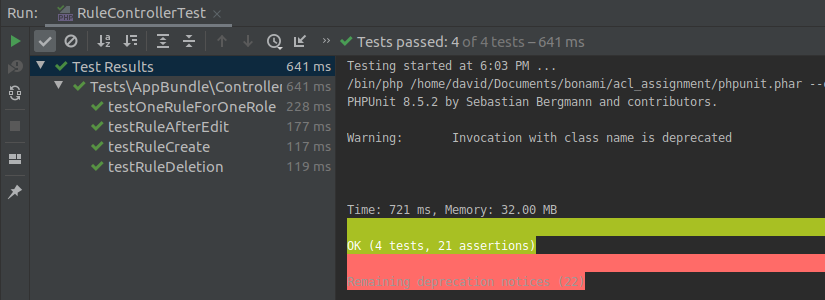 Run: RuleControllerTest
Tests passed: 4 of 4 tests – 641 ms
Test Results 641 ms
Tests\AppBundle\Controller 641 ms
testOneRuleForOneRole 228 ms
testRuleAfterEdit 177 ms
testRuleCreate 117 ms
testRuleDeletion 119 ms
Testing started at 6:03 PM ...
/bin/php /home/david/Documents/bonami/acl_assignment/phpunit.phar
PHPUnit 8.5.2 by Sebastian Bergmann and contributors.
Warning: Invocation with class name is deprecated
Time: 721 ms, Memory: 32.00 MB
OK (4 tests, 21 assertions)
Remaining deprecation notices (22)